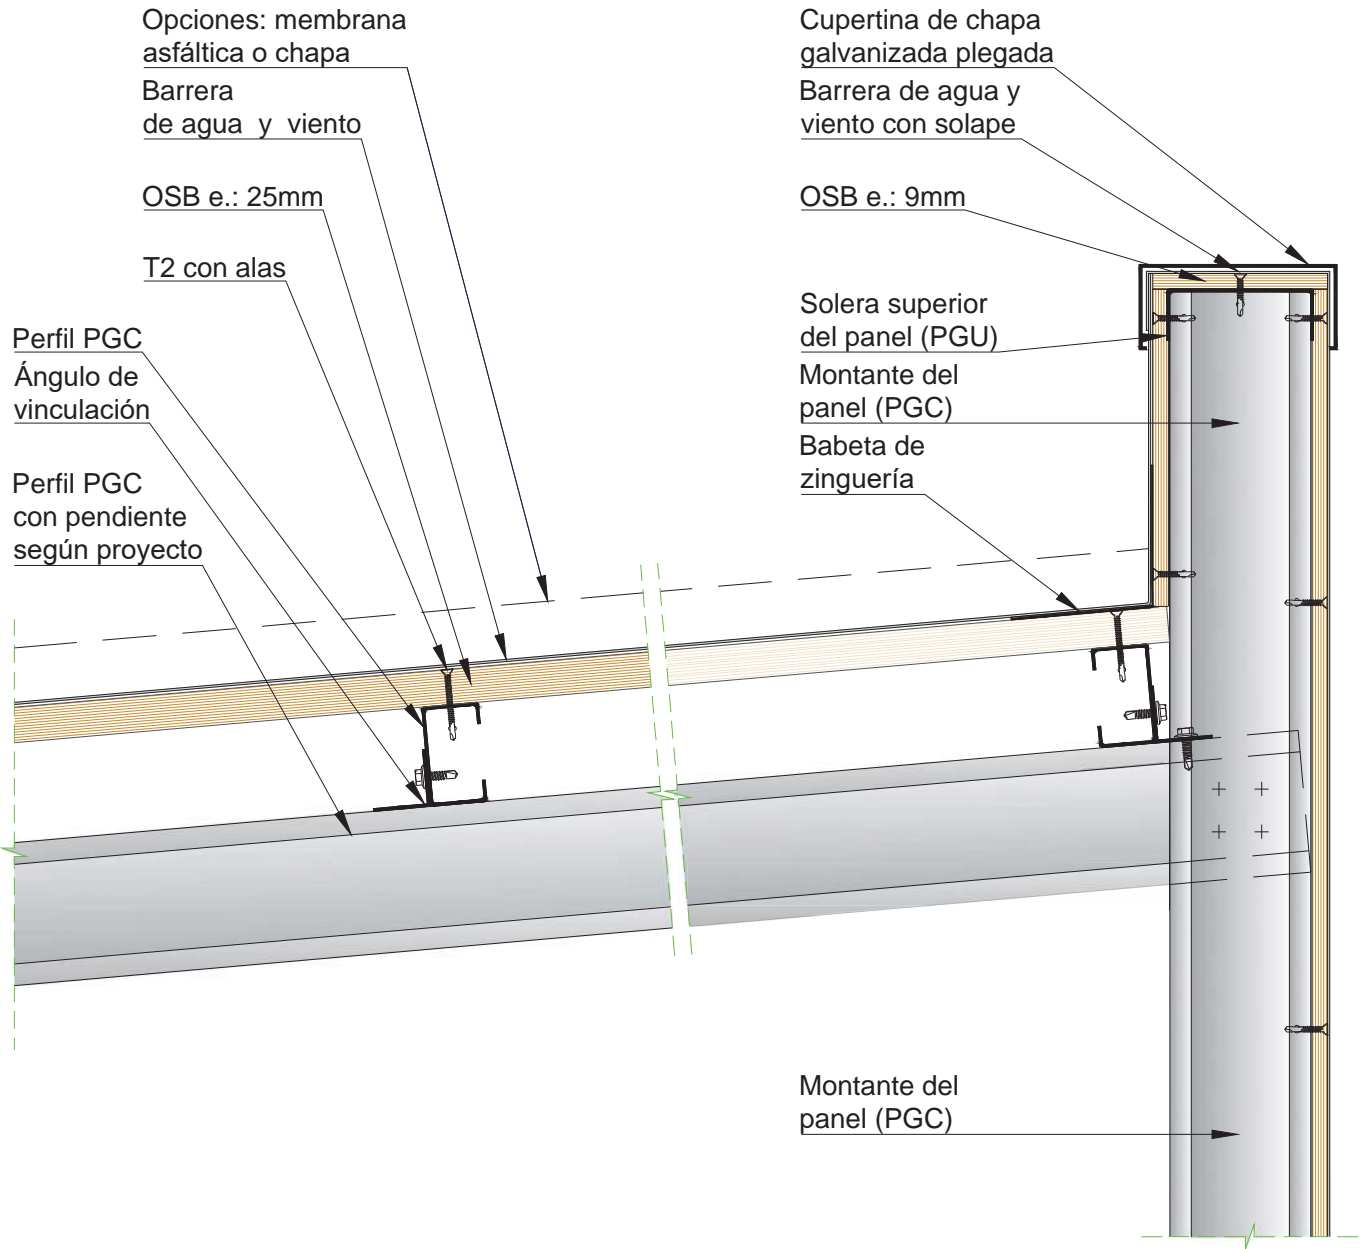 Opciones: membrana
asfáltica o chapa
Barrera
de agua y viento
OSB e.: 25mm
T2 con alas
Perfil PGC
Ángulo de
vinculación
Perfil PGC
con pendiente
según proyecto
Cupertina de chapa
galvanizada plegada
Barrera de agua y
viento con solape
OSB e.: 9mm
Solera superior
del panel (PGU)
Montante del
panel (PGC)
Babeta de
zinguería
Montante del
panel (PGC)